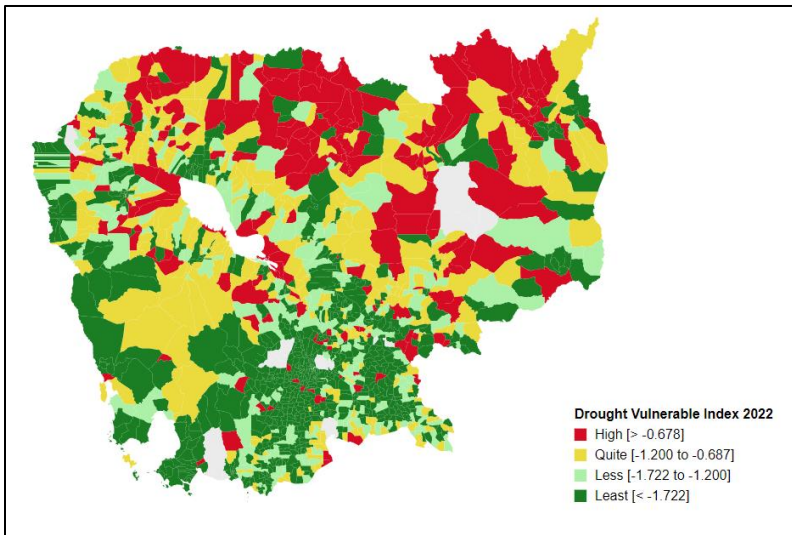 Drought Vulnerable Index 2022
High [> -0.678]
Quite [-1.200 to -0.687]
Less [-1.722 to -1.200]
Least [< -1.722]